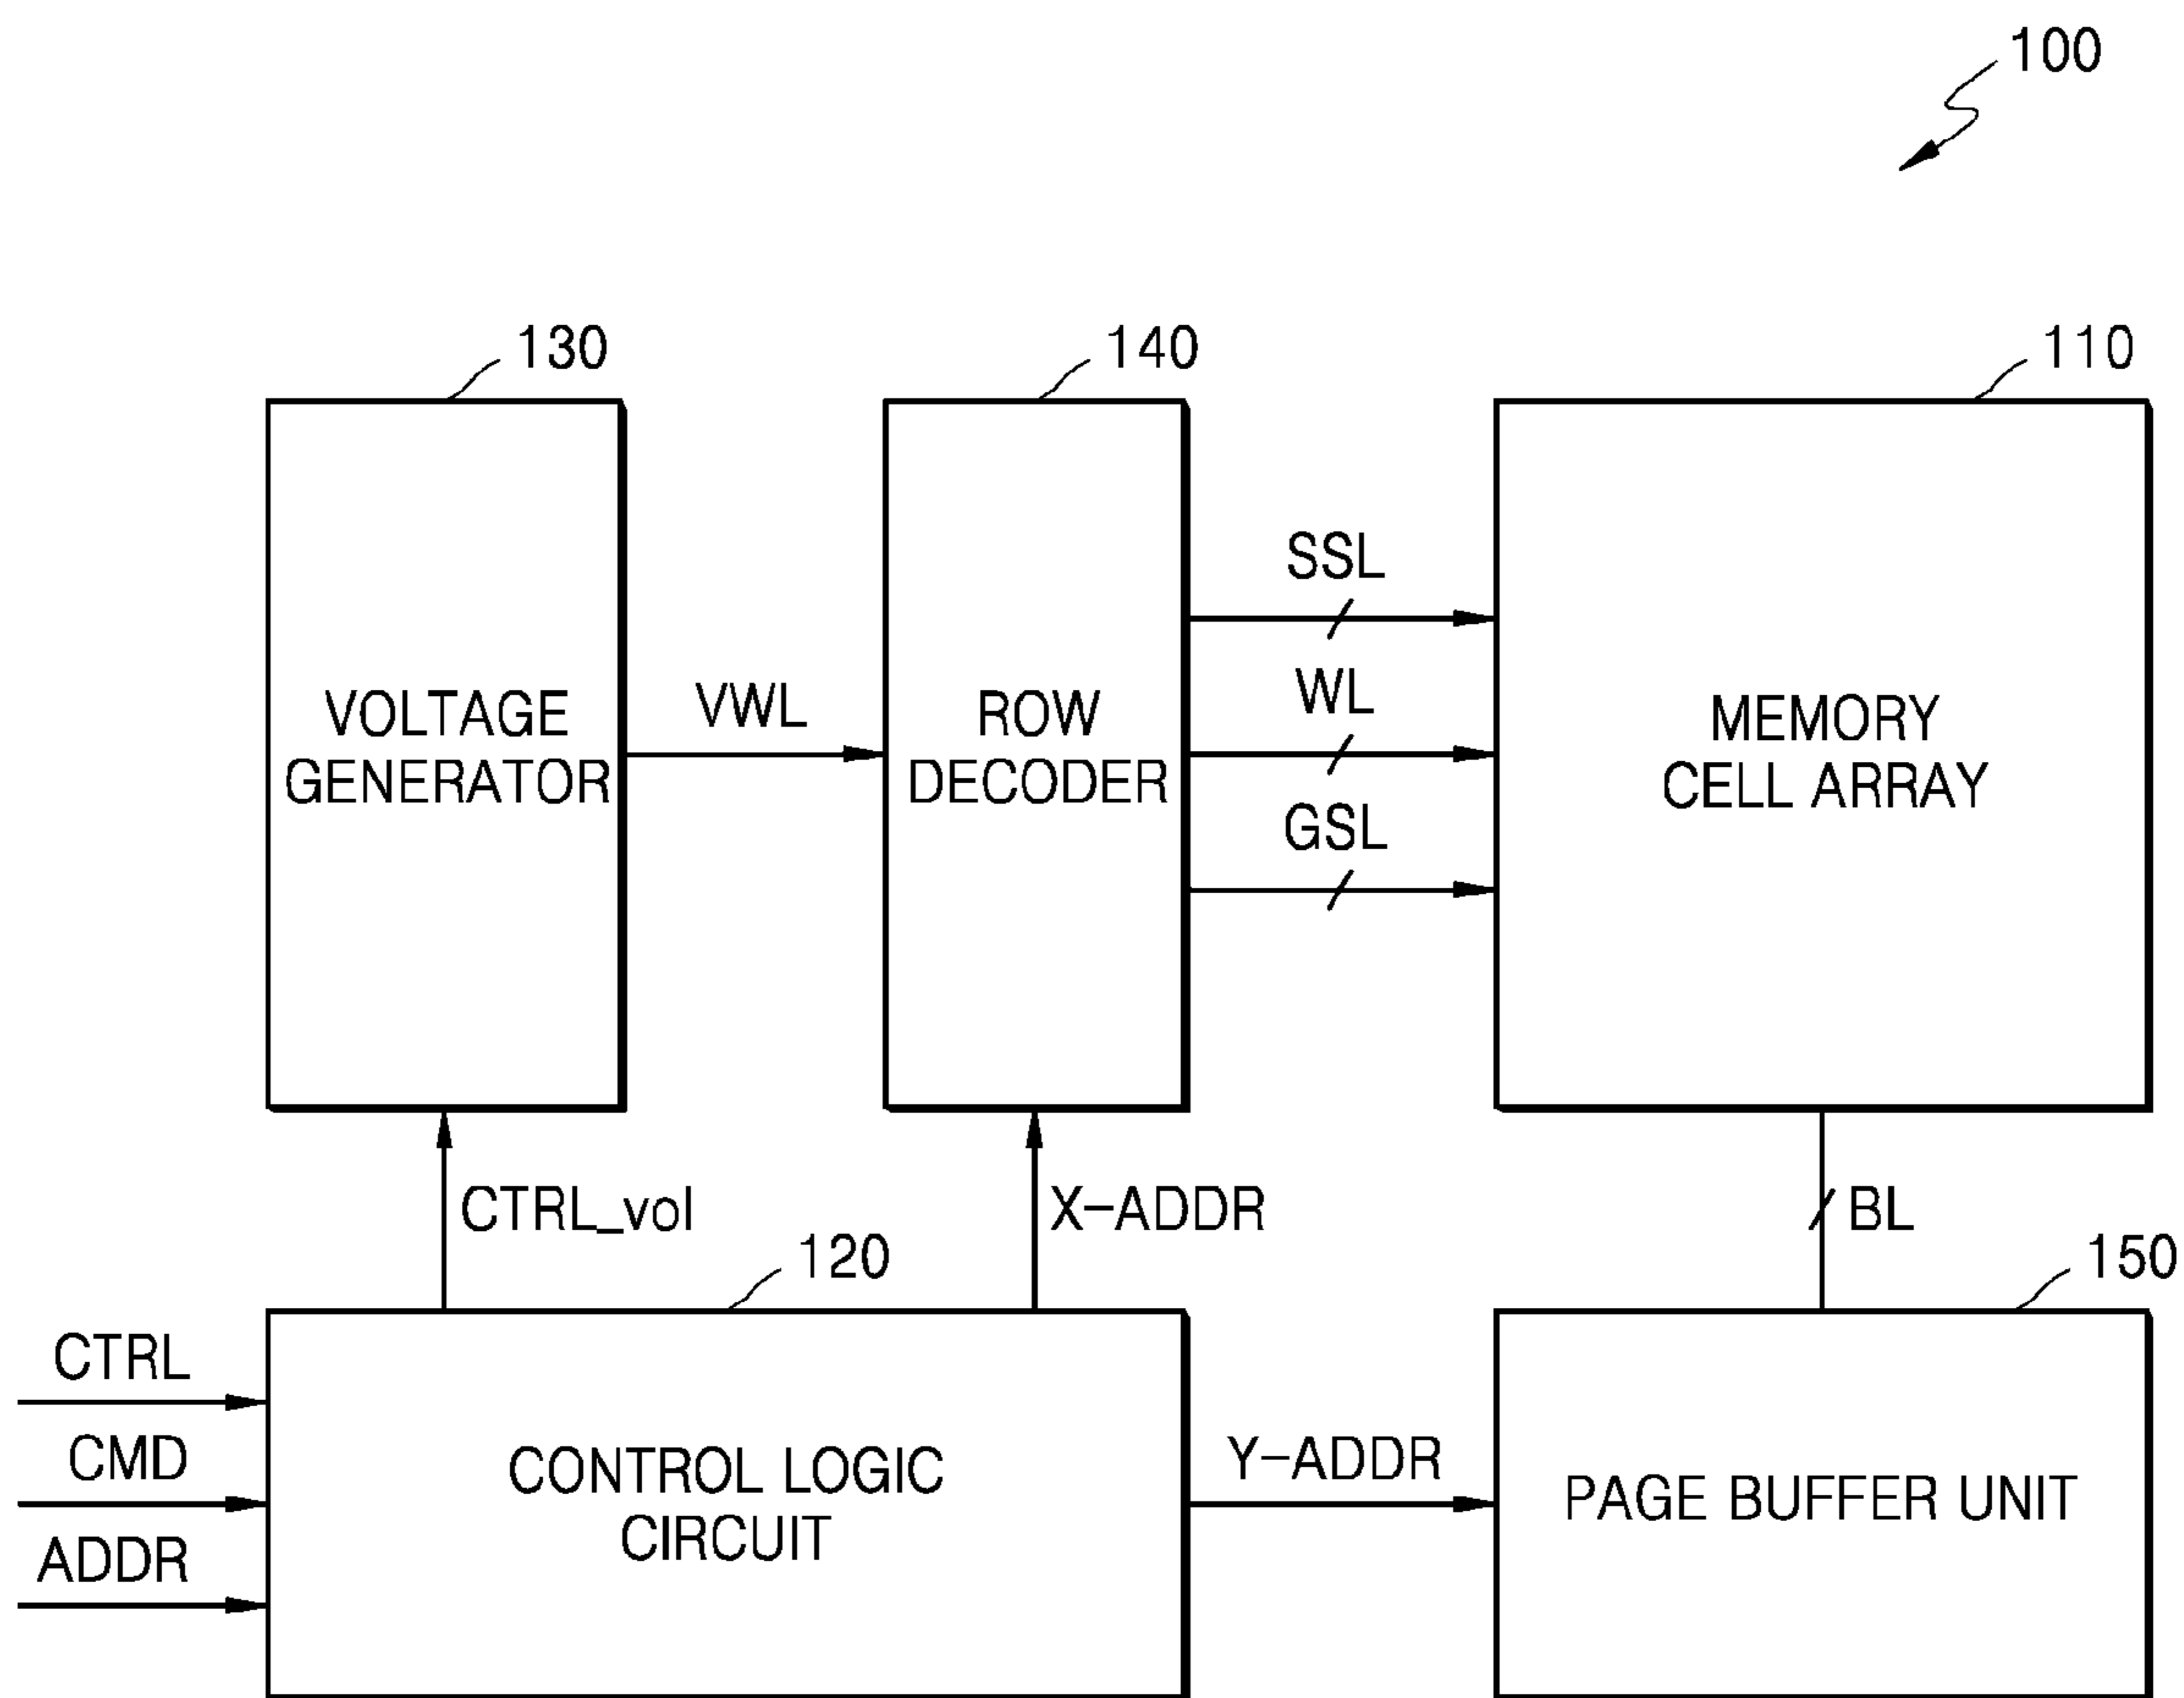 100
130
140
110
SSL
VWL
WL
VOLTAGE
GENERATOR
ROW
DECODER
MEMORY
CELL ARRAY
GSL
CTRL_vol
X-ADDR
BL
120
150
CTRL
CMD
ADDR
CONTROL LOGIC
CIRCUIT
Y-ADDR
PAGE BUFFER UNIT